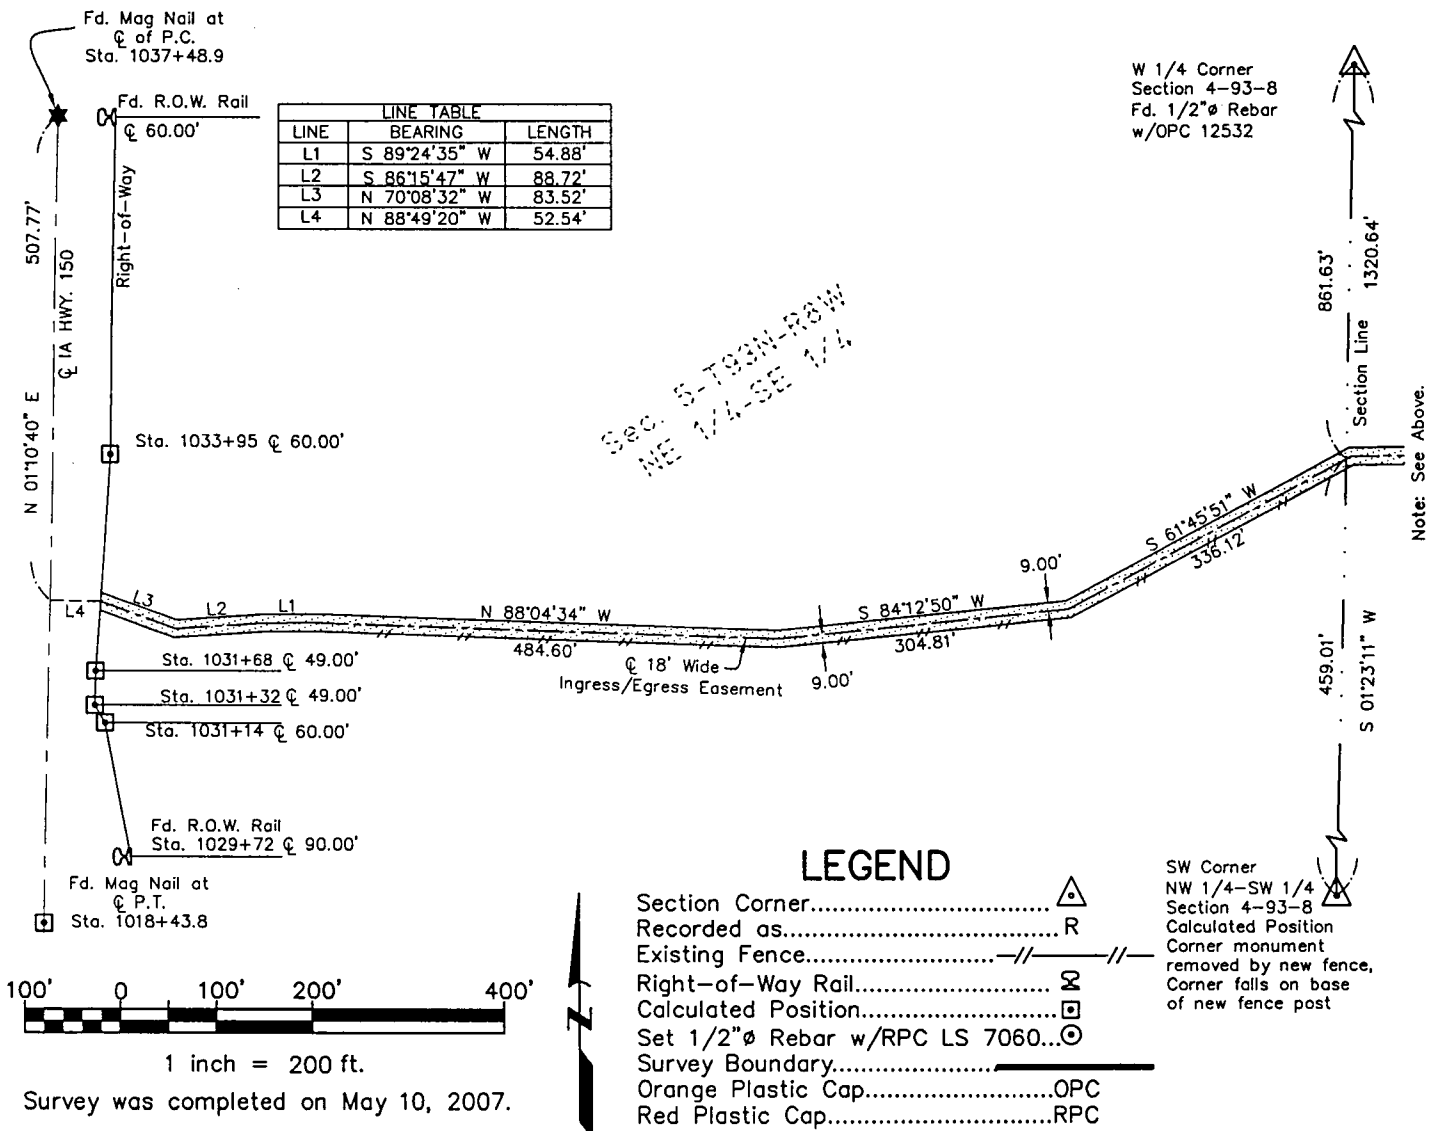 Fd. Mag Nail at
℄ of P.C.
Sta. 1037+48.9
Fd. R.O.W. Rail
℄ 60.00'
Right-of-Way
507.77'
℄ IA HWY. 150
N 01°10'40" E
LINE TABLE
LINE BEARING LENGTH
L1 S 89°24'35" W 54.88'
L2 S 86°15'47" W 88.72'
L3 N 70°08'32" W 83.52'
L4 N 88°49'20" W 52.54'
W 1/4 Corner
Section 4-93-8
Fd. 1/2"ø Rebar
w/OPC 12532
861.63'
1320.64'
Section Line
Note: See Above.
Sec. 5-T93N-R8W
NE 1/4-SE 1/4
Sta. 1033+95 ℄ 60.00'
L4
L3
L2
L1
N 88°04'34" W
484.60'
S 84°12'50" W
304.81'
9.00'
9.00'
S 61°45'51" W
336.12'
℄ 18' Wide
Ingress/Egress Easement
459.01'
S 01°23'11" W
Sta. 1031+68 ℄ 49.00'
Sta. 1031+32 ℄ 49.00'
Sta. 1031+14 ℄ 60.00'
Fd. R.O.W. Rail
Sta. 1029+72 ℄ 90.00'
Fd. Mag Nail at
℄ P.T.
Sta. 1018+43.8
SW Corner
NW 1/4-SW 1/4
Section 4-93-8
Calculated Position
Corner monument
removed by new fence,
Corner falls on base
of new fence post
LEGEND
Section Corner
Recorded as R
Existing Fence
Right-of-Way Rail
Calculated Position
Set 1/2"ø Rebar w/RPC LS 7060
Survey Boundary
Orange Plastic Cap OPC
Red Plastic Cap RPC
100' 0 100' 200' 400'
1 inch = 200 ft.
Survey was completed on May 10, 2007.